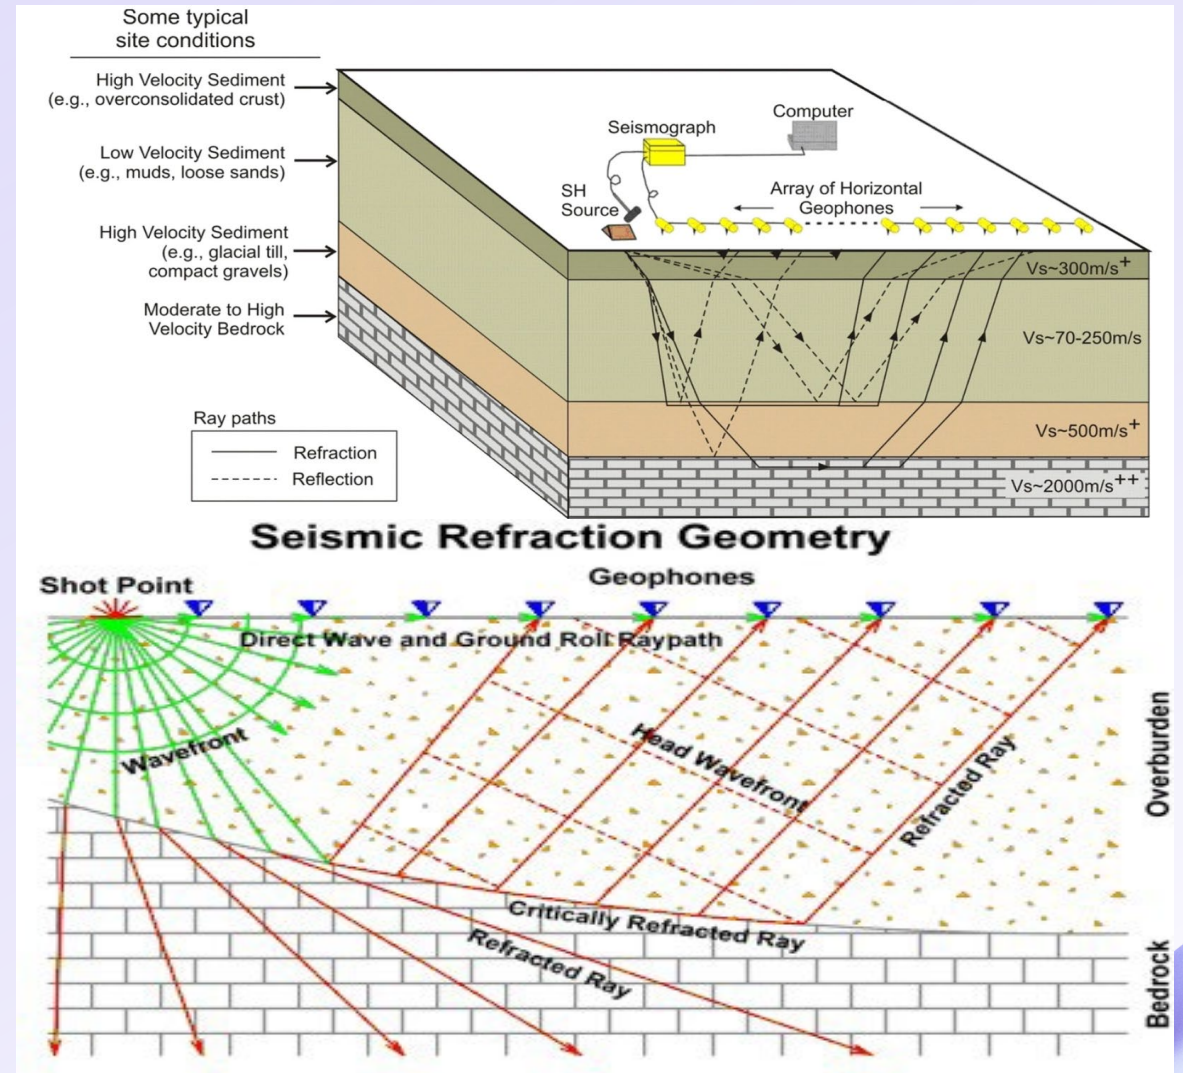 Some typical
site conditions
High Velocity Sediment
(e.g., overconsolidated crust)
Low Velocity Sediment
(e.g., muds, loose sands)
High Velocity Sediment
(e.g., glacial till,
compact gravels)
Moderate to High
Velocity Bedrock
Ray paths
Refraction
Reflection
Computer
Seismograph
SH
Source
Array of Horizontal
Geophones
Vs~300m/s+
Vs~70-250m/s
Vs~500m/s+
Vs~2000m/s++
Seismic Refraction Geometry
Shot Point
Geophones
Direct Wave and Ground Roll Raypath
Wavefront
Head Wavefront
Refracted Ray
Critically Refracted Ray
Refracted Ray
Overburden
Bedrock